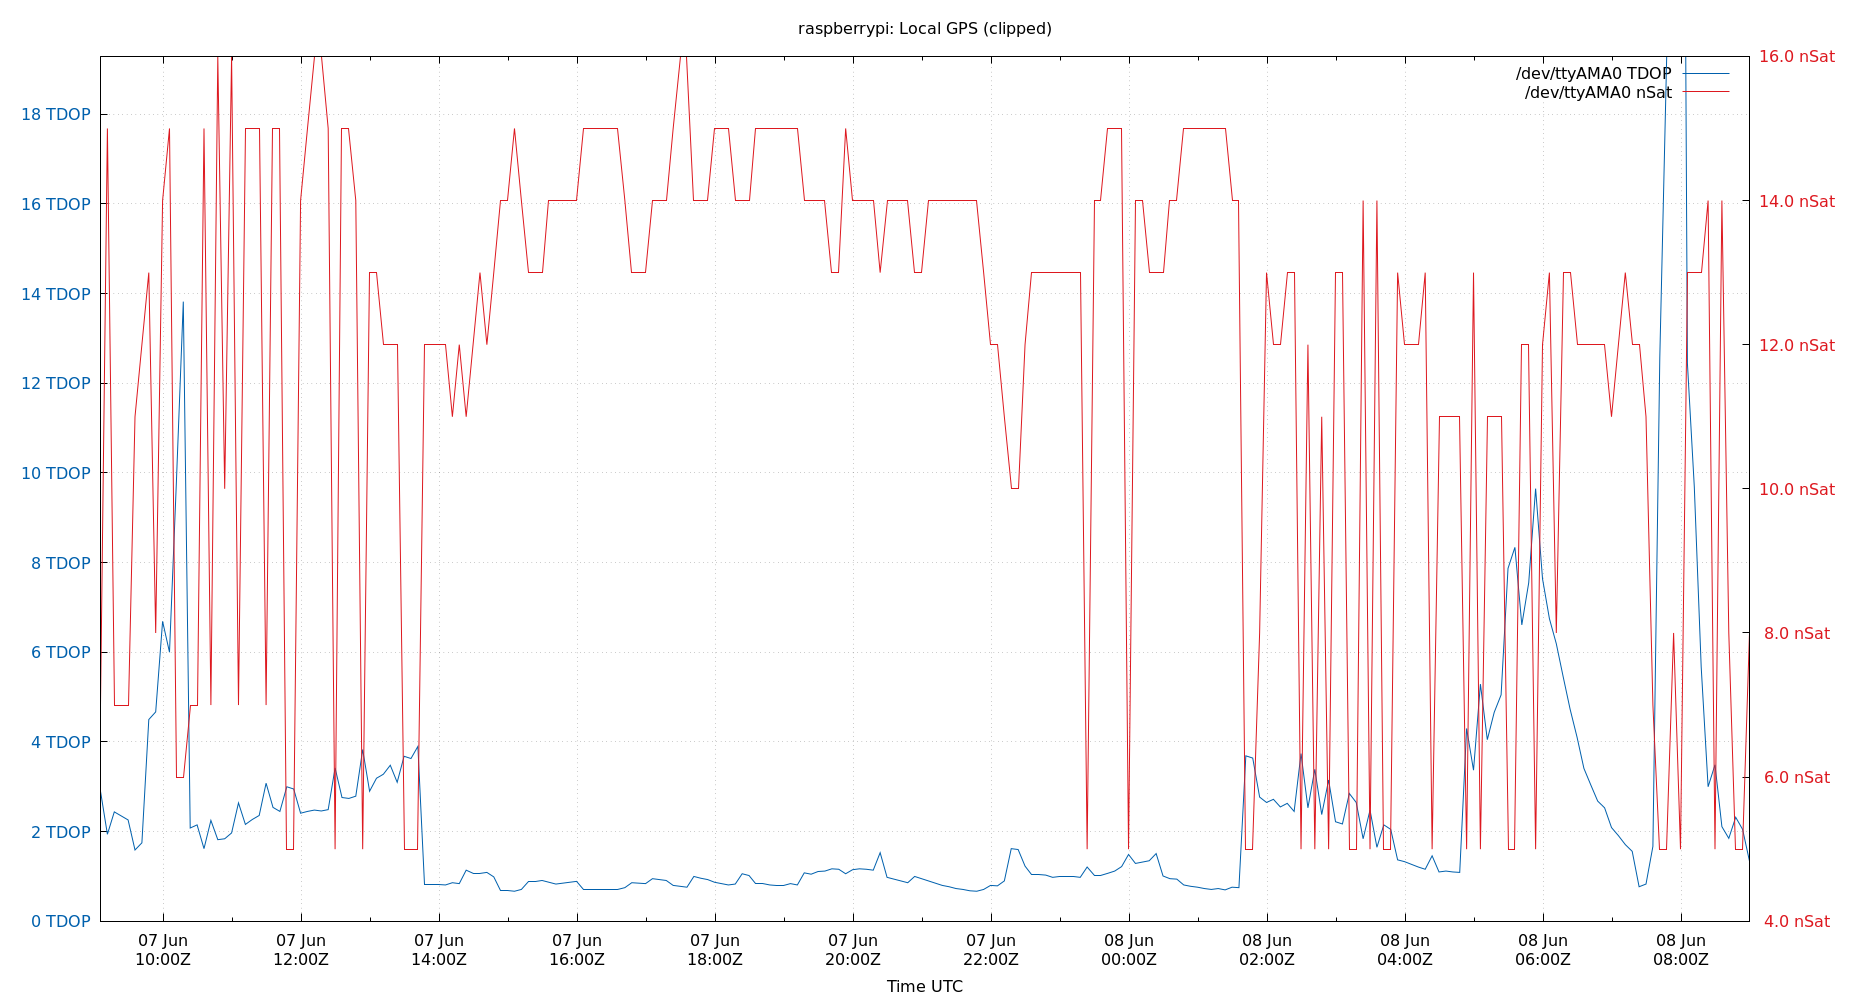 raspberrypi: Local GPS (clipped)
/dev/ttyAMA0 TDOP
/dev/ttyAMA0 nSat
18 TDOP
16 TDOP
14 TDOP
12 TDOP
10 TDOP
8 TDOP
6 TDOP
4 TDOP
2 TDOP
0 TDOP
16.0 nSat
14.0 nSat
12.0 nSat
10.0 nSat
8.0 nSat
6.0 nSat
4.0 nSat
07 Jun
10:00Z
07 Jun
12:00Z
07 Jun
14:00Z
07 Jun
16:00Z
07 Jun
18:00Z
07 Jun
20:00Z
07 Jun
22:00Z
08 Jun
00:00Z
08 Jun
02:00Z
08 Jun
04:00Z
08 Jun
06:00Z
08 Jun
08:00Z
Time UTC